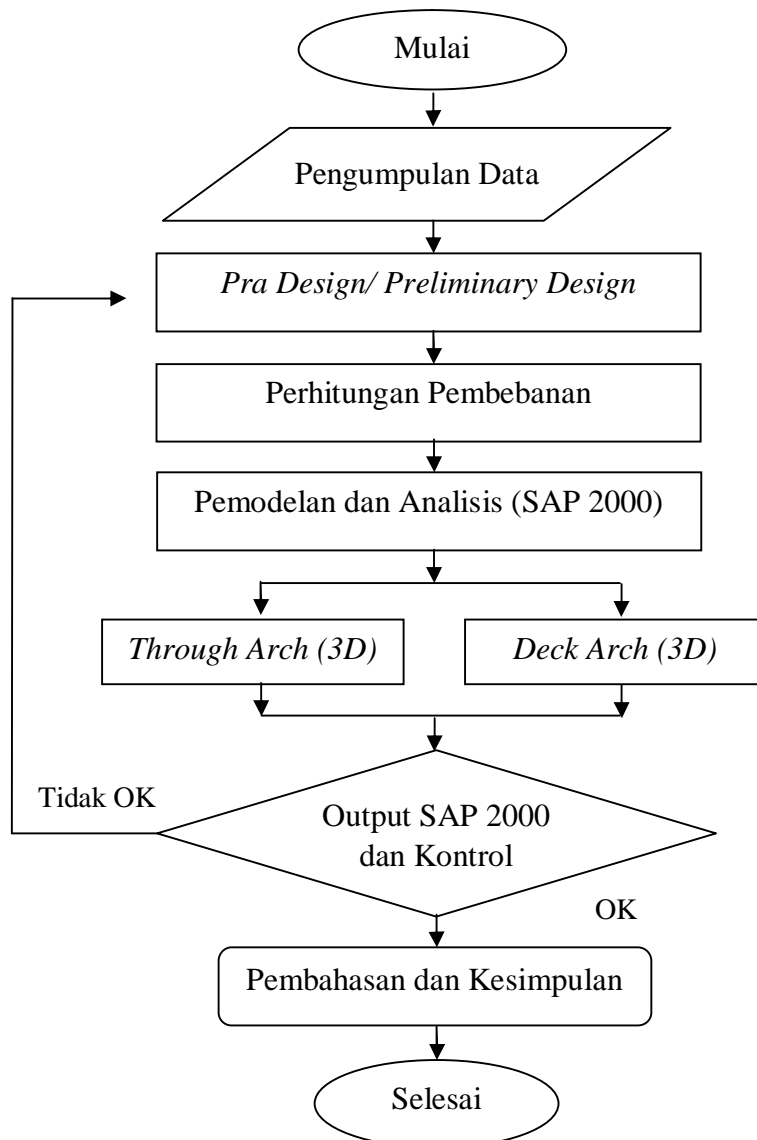 Mulai
Pengumpulan Data
Pra Design/ Preliminary Design
Perhitungan Pembebanan
Pemodelan dan Analisis (SAP 2000)
Through Arch (3D)
Deck Arch (3D)
Tidak OK
Output SAP 2000
dan Kontrol
OK
Pembahasan dan Kesimpulan
Selesai